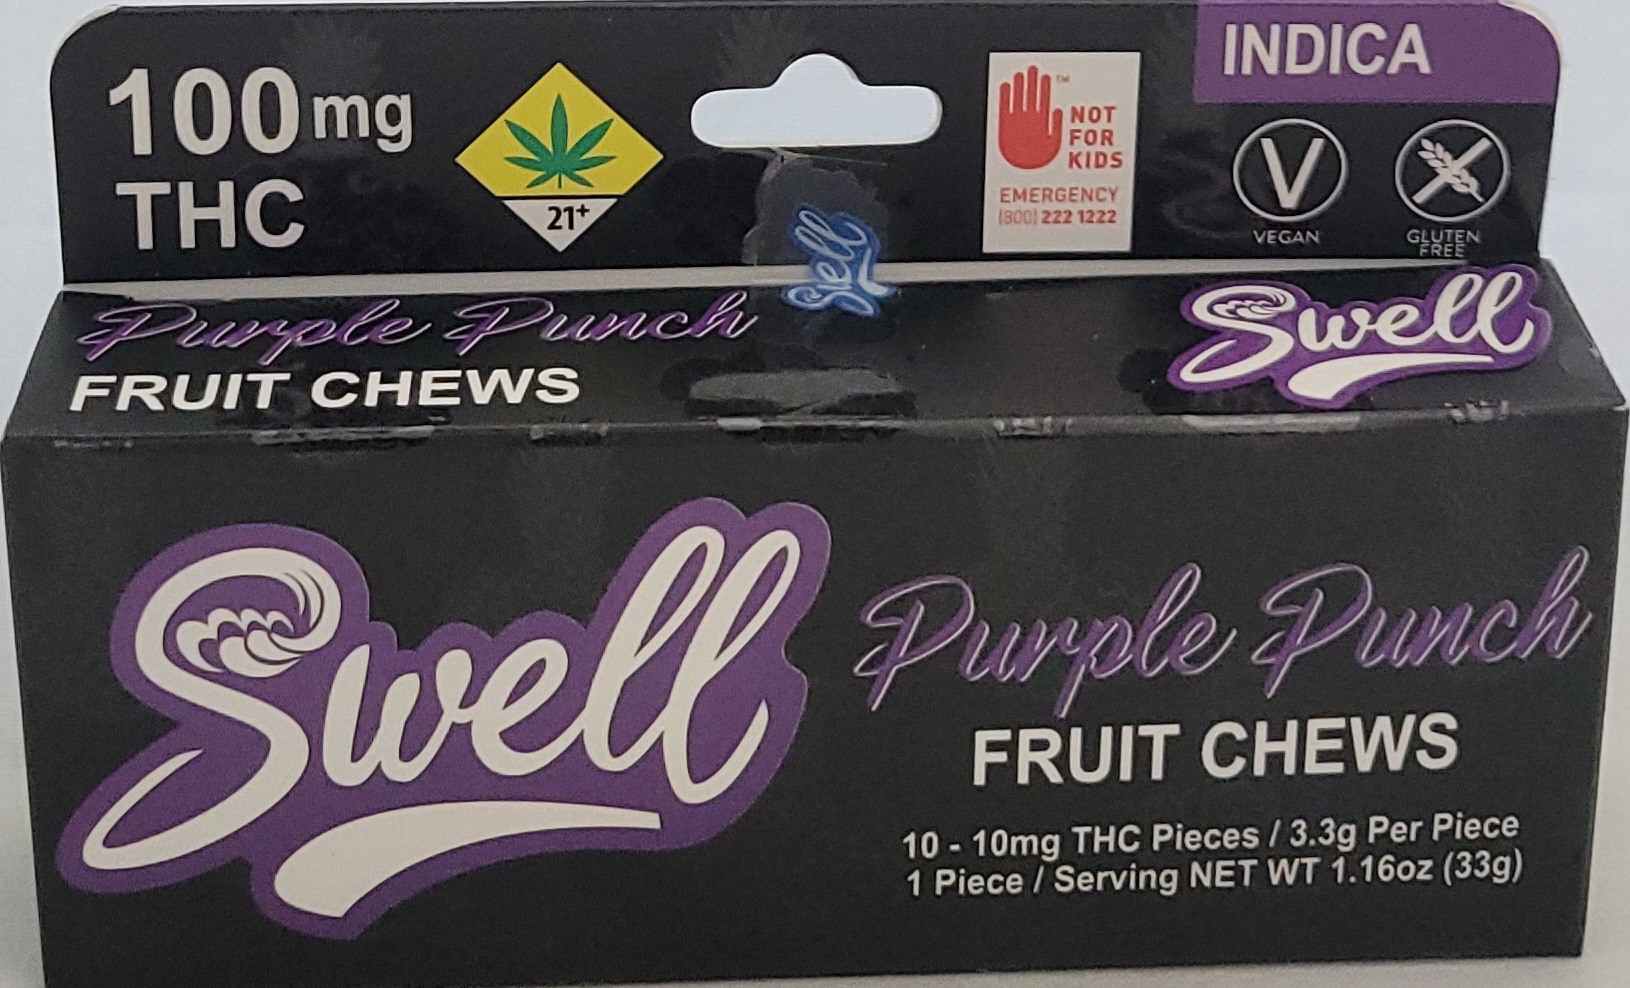 INDICA
100mg
THC
21+
NOT
FOR
KIDS
EMERGENCY
(800) 222 1222
V
VEGAN
GLUTEN
FREE
Swell
Purple Punch
FRUIT CHEWS
Swell
Swell
Purple Punch
FRUIT CHEWS
10 - 10mg THC Pieces / 3.3g Per Piece
1 Piece / Serving NET WT 1.16oz (33g)